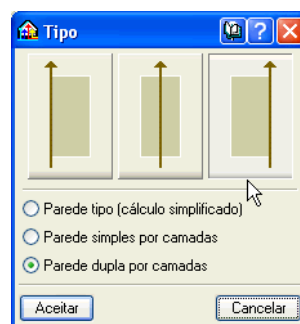 Tipo
Parede tipo (cálculo simplificado)
Parede simples por camadas
Parede dupla por camadas
Aceitar
Cancelar